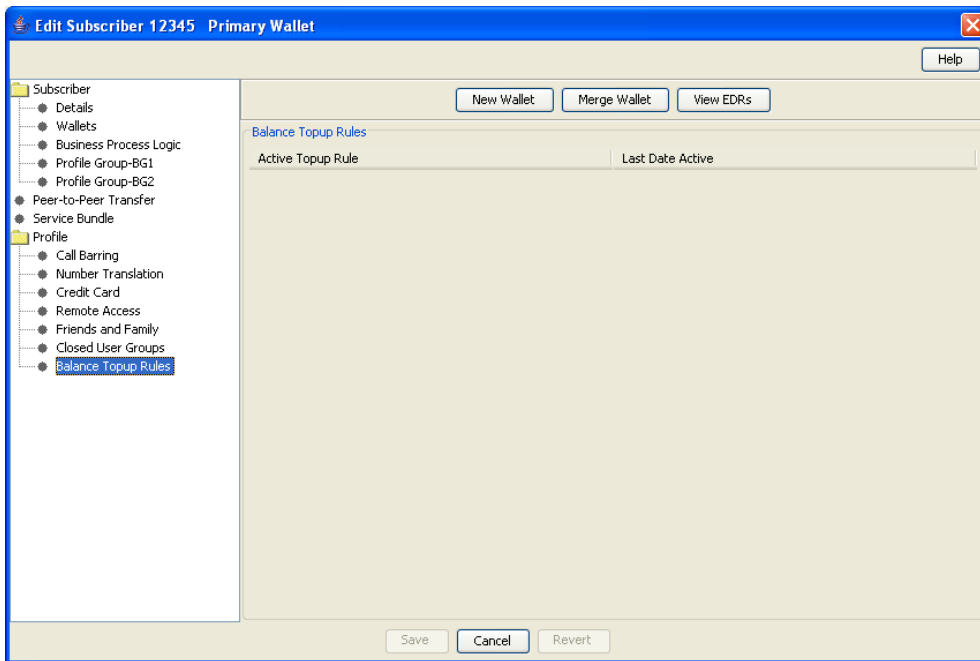 Edit Subscriber 12345 Primary Wallet
Help
Subscriber
Details
Wallets
Business Process Logic
Profile Group-BG1
Profile Group-BG2
Peer-to-Peer Transfer
Service Bundle
Profile
Call Barring
Number Translation
Credit Card
Remote Access
Friends and Family
Closed User Groups
Balance Topup Rules
New Wallet Merge Wallet View EDRs
Balance Topup Rules
Active Topup Rule Last Date Active
Save Cancel Revert